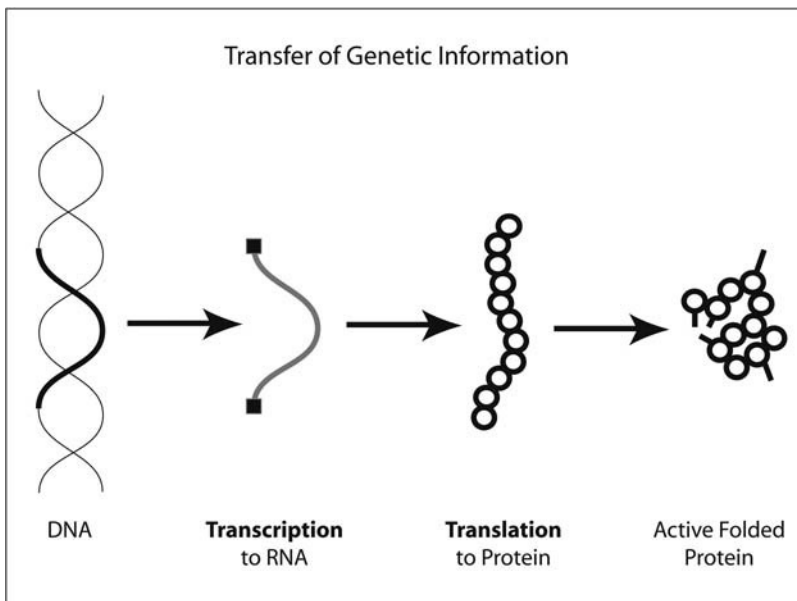 Transfer of Genetic Information
DNA
Transcription
to RNA
Translation
to Protein
Active Folded
Protein